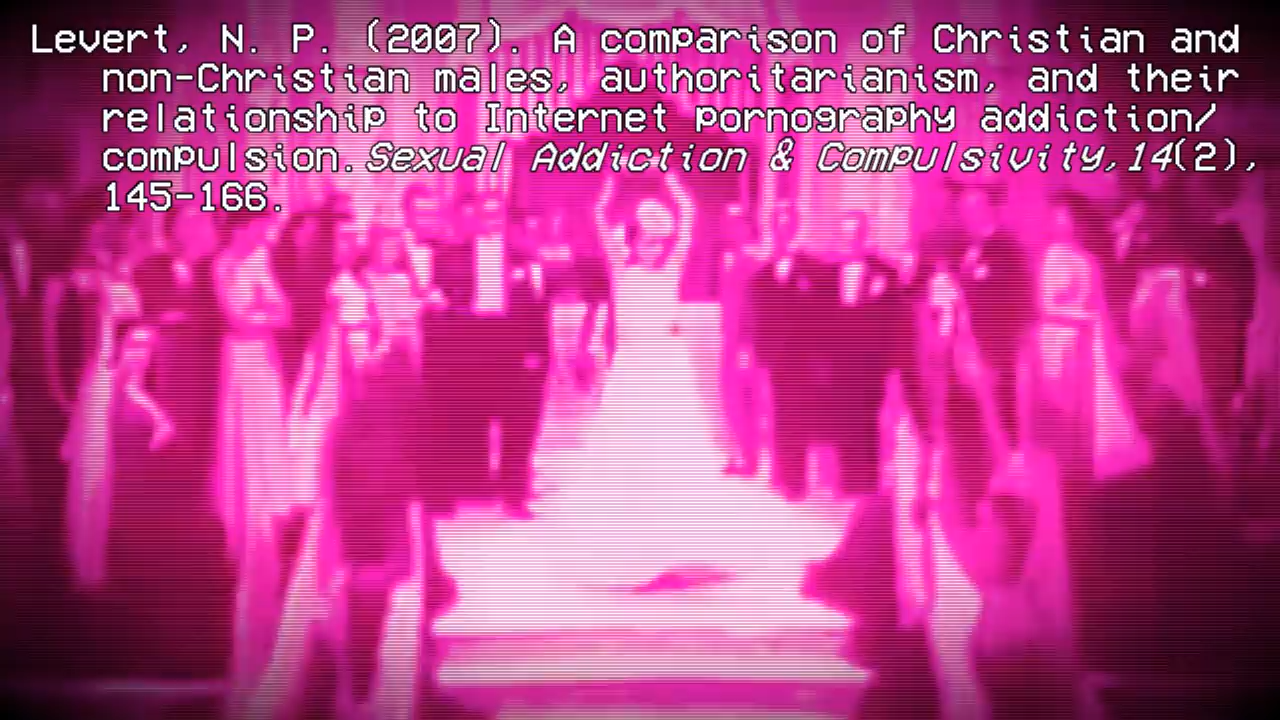 Levert, N. P. (2007). A comparison of Christian and
non-Christian males, authoritarianism, and their
relationship to Internet pornography addiction/
compulsion. Sexual Addiction & Compulsivity, 14(2),
145-166.